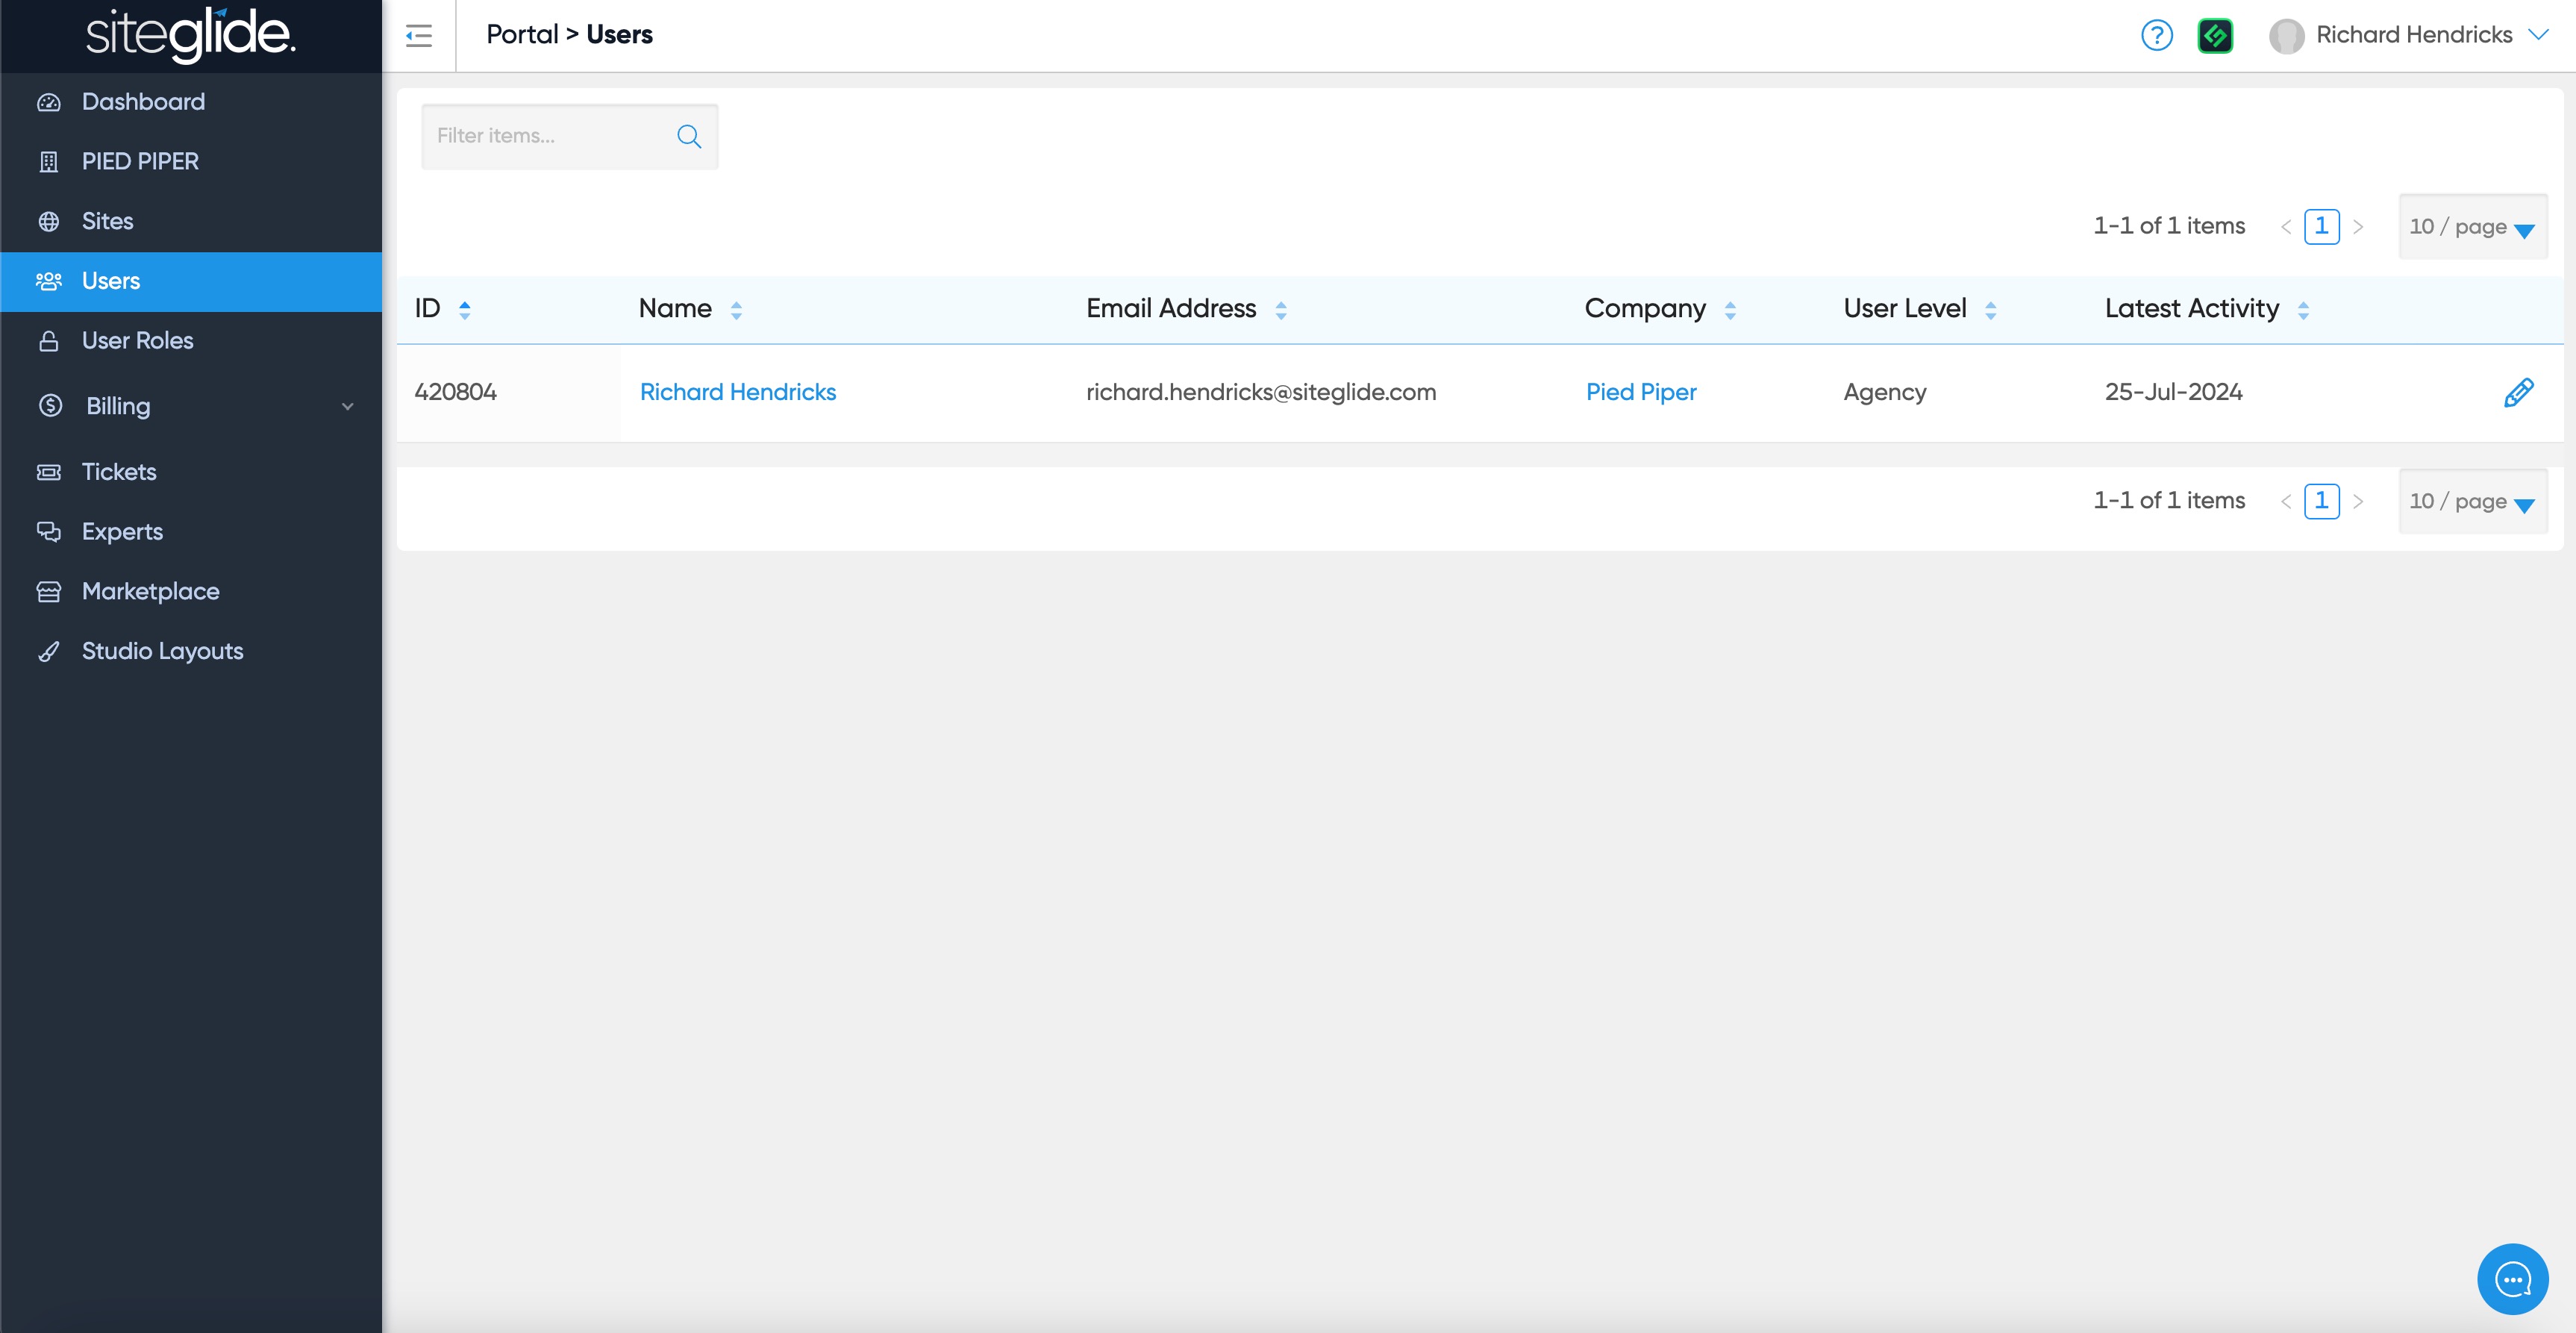 siteglide.
Portal > Users
?
Richard Hendricks
Dashboard
PIED PIPER
Sites
Users
User Roles
Billing
Tickets
Experts
Marketplace
Studio Layouts
Filter items...
1-1 of 1 items < 1 > 10 / page
ID Name Email Address Company User Level Latest Activity
420804 Richard Hendricks richard.hendricks@siteglide.com Pied Piper Agency 25-Jul-2024
1-1 of 1 items < 1 > 10 / page